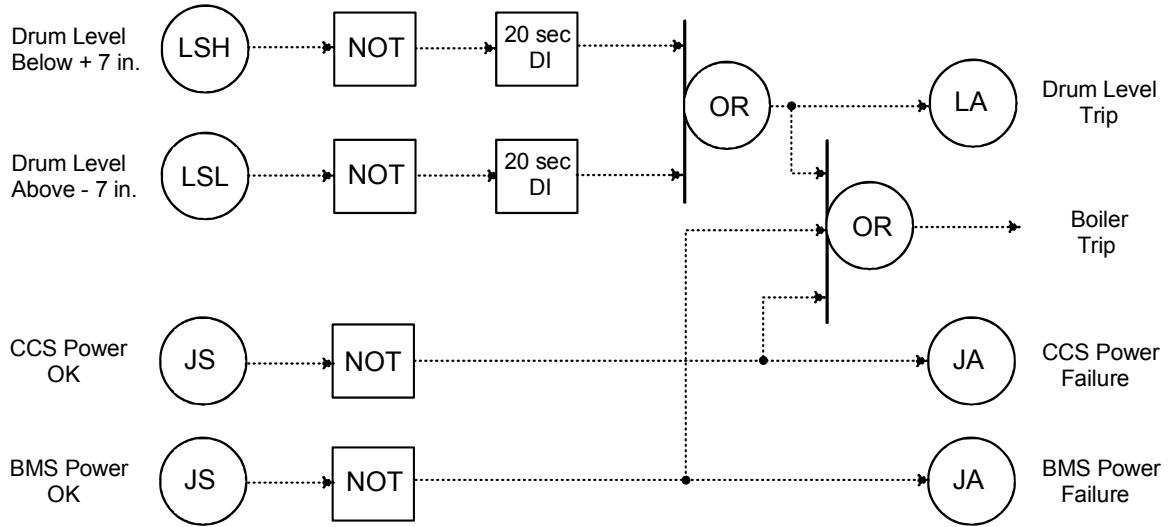 Drum Level
Below + 7 in.
LSH
NOT
20 sec
DI
OR
LA
Drum Level
Trip
Drum Level
Above - 7 in.
LSL
NOT
20 sec
DI
OR
Boiler
Trip
CCS Power
OK
JS
NOT
JA
CCS Power
Failure
BMS Power
OK
JS
NOT
JA
BMS Power
Failure